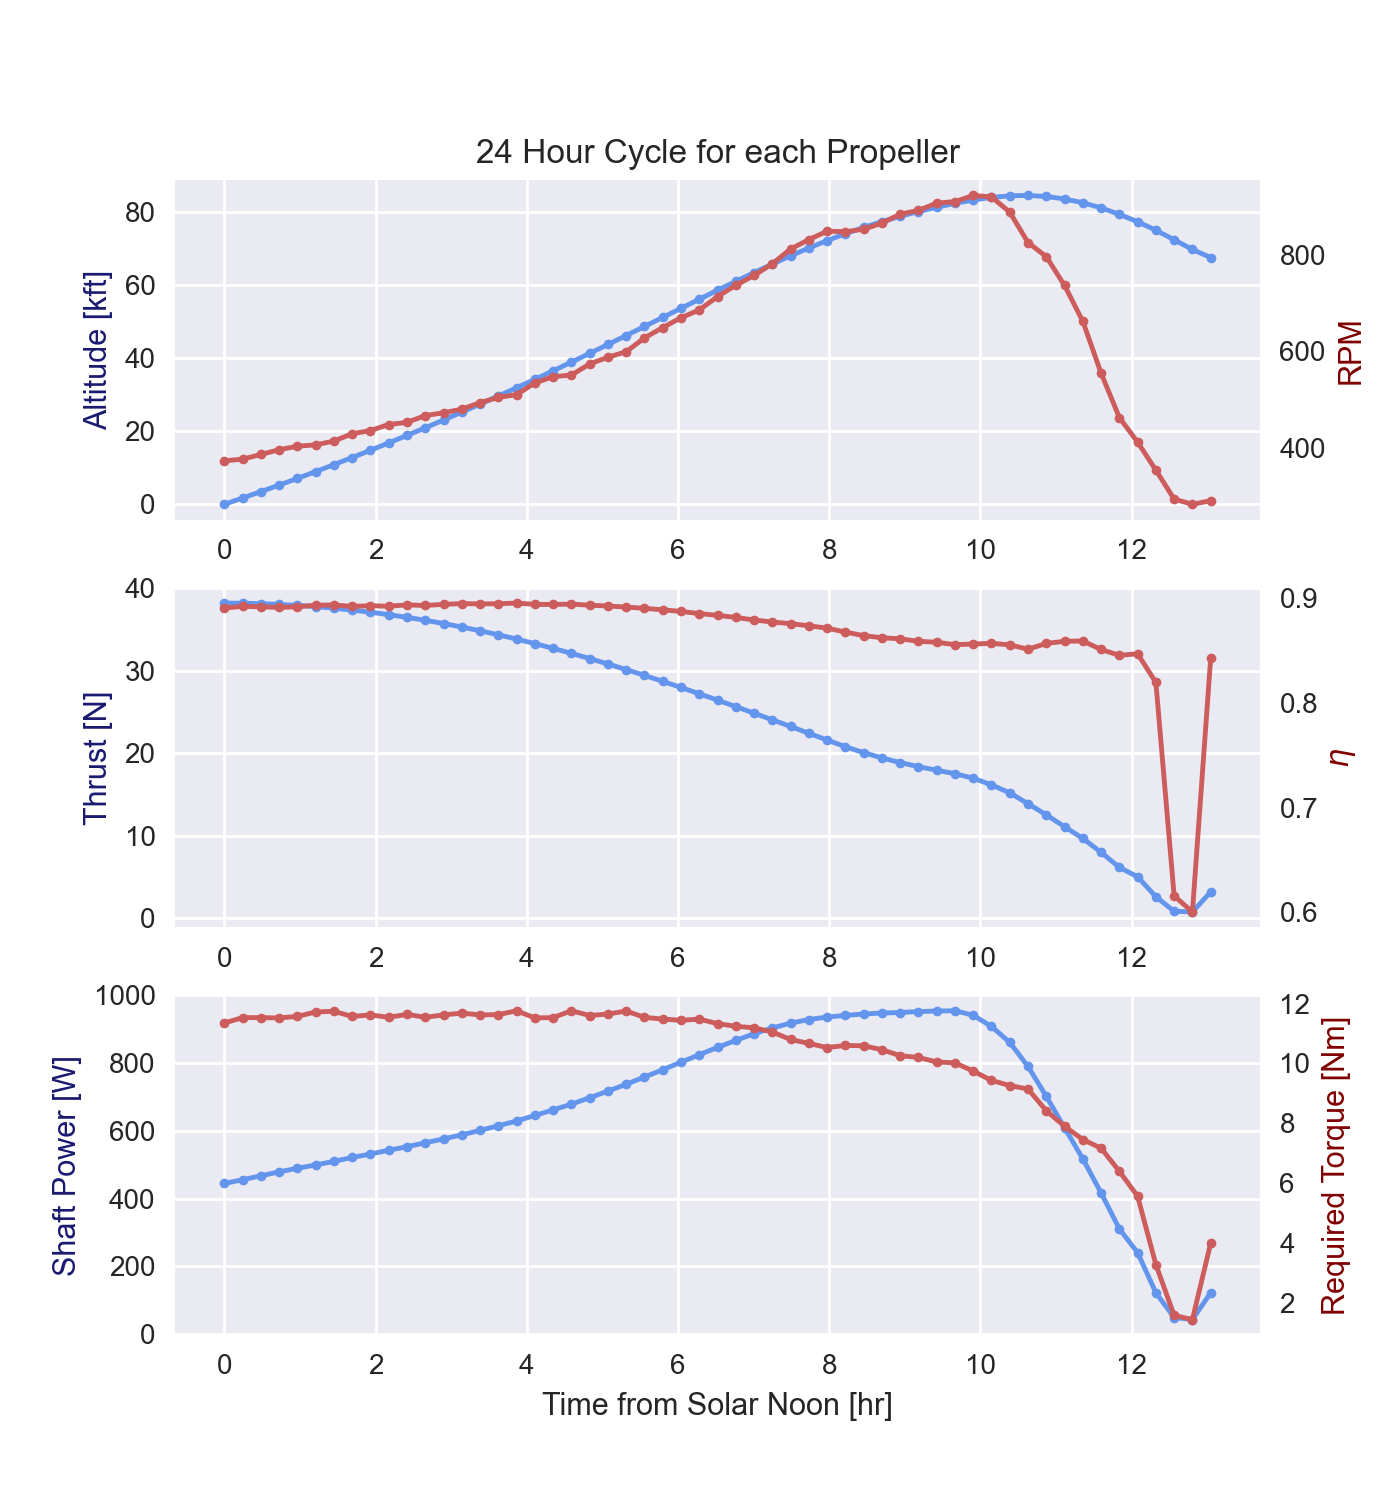 24 Hour Cycle for each Propeller
80
60
40
20
0
Altitude [kft]
800
600
400
RPM
0 2 4 6 8 10 12
40
30
20
10
0
Thrust [N]
0.9
0.8
0.7
0.6
η
0 2 4 6 8 10 12
1000
800
600
400
200
0
Shaft Power [W]
12
10
8
6
4
2
Required Torque [Nm]
0 2 4 6 8 10 12
Time from Solar Noon [hr]